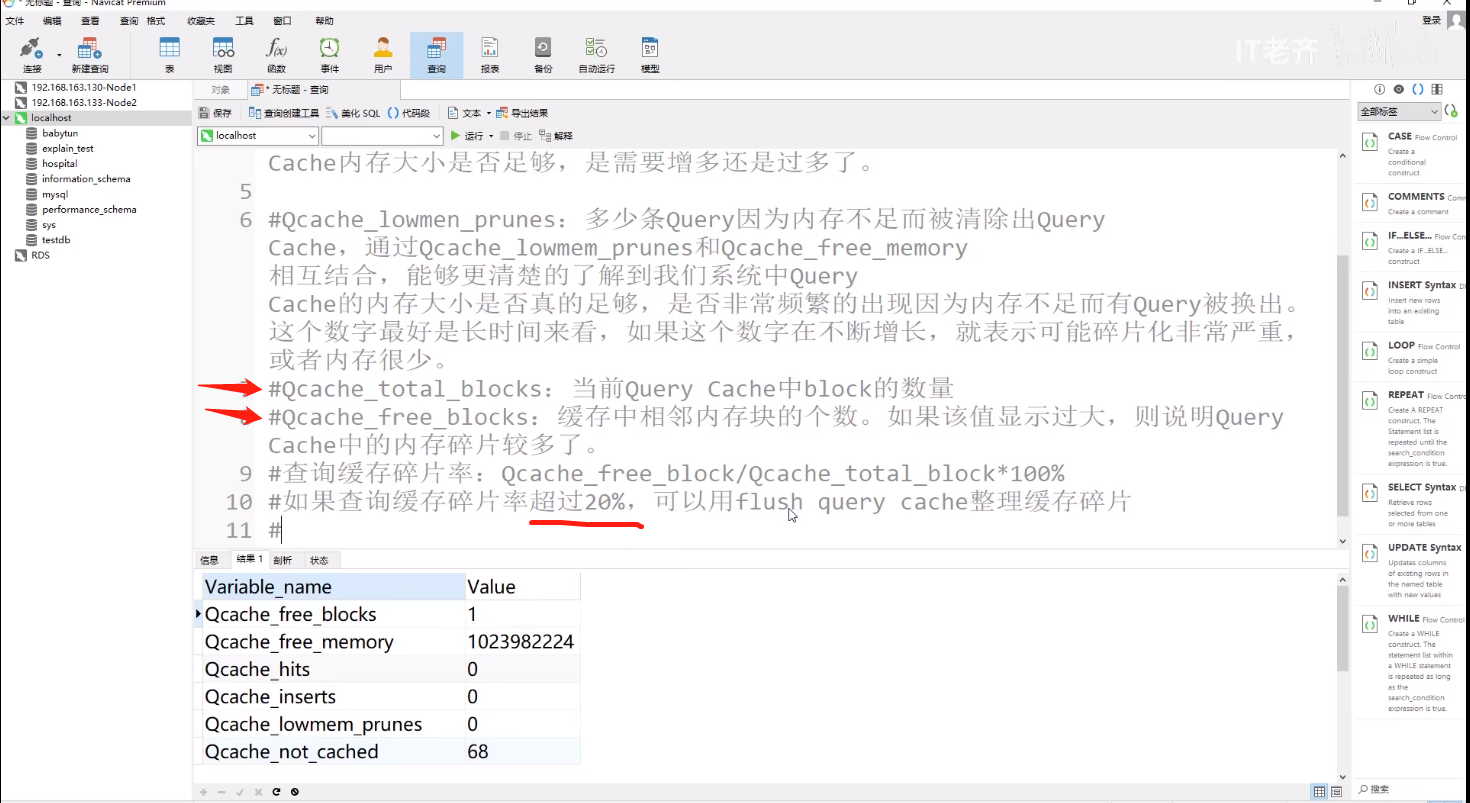 * 无标题 - 查询 - Navicat Premium
文件 编辑 查看 查询 格式 收藏夹 工具 窗口 帮助
登录
连接 新建查询 表 视图 函数 事件 用户 查询 报表 备份 自动运行 模型
IT老齐
192.168.163.130-Node1
192.168.163.133-Node2
localhost
babytun
explain_test
hospital
information_schema
mysql
performance_schema
sys
testdb
RDS
对象 * 无标题 - 查询
保存 查询创建工具 美化 SQL () 代码段 文本 导出结果
localhost 运行 停止 解释
Cache内存大小是否足够，是需要增多还是过多了。
5
6 #Qcache_lowmen_prunes：多少条Query因为内存不足而被清除出Query
Cache，通过Qcache_lowmem_prunes和Qcache_free_memory
相互结合，能够更清楚的了解到我们系统中Query
Cache的内存大小是否真的足够，是否非常频繁的出现因为内存不足而有Query被换出。
这个数字最好是长时间来看，如果这个数字在不断增长，就表示可能碎片化非常严重，
或者内存很少。
#Qcache_total_blocks：当前Query Cache中block的数量
#Qcache_free_blocks：缓存中相邻内存块的个数。如果该值显示过大，则说明Query
Cache中的内存碎片较多了。
9 #查询缓存碎片率：Qcache_free_block/Qcache_total_block*100%
10 #如果查询缓存碎片率超过20%，可以用flush query cache整理缓存碎片
11 #
信息 结果 1 剖析 状态
Variable_name Value
Qcache_free_blocks 1
Qcache_free_memory 1023982224
Qcache_hits 0
Qcache_inserts 0
Qcache_lowmem_prunes 0
Qcache_not_cached 68
全部标签
CASE Flow Control
Create a
conditional
construct
COMMENTS Com
Create a comment
IF...ELSE... Flow Con
Create a IF...ELSE...
construct
INSERT Syntax
Insert new rows
into an existing
table
LOOP Flow Control
Create a simple
loop construct
REPEAT Flow Contr
Create A REPEAT
construct. The
Statement list is
repeated until the
search_condition
expression is true.
SELECT Syntax
Retrieve rows
selected from one
or more tables
UPDATE Syntax
Updates columns
of existing rows in
the named table
with new values
WHILE Flow Control
Create a WHILE
construct. The
statement list within
a WHILE statement
is repeated as long
as the
search_condition
expression is true.
搜索